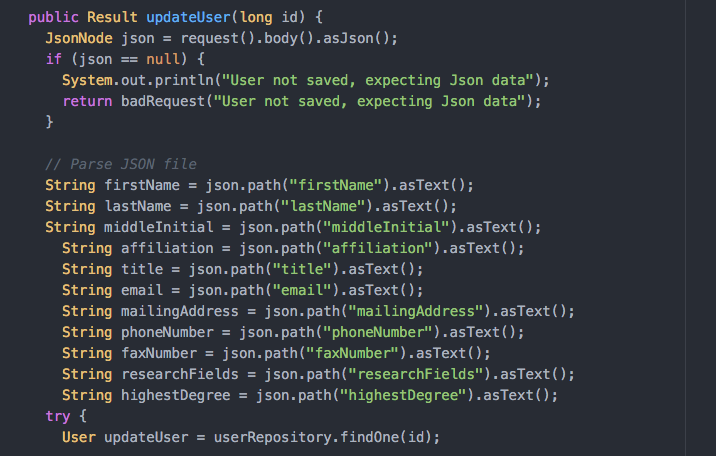 public Result updateUser(long id) {
JsonNode json = request().body().asJson();
if (json == null) {
System.out.println("User not saved, expecting Json data");
return badRequest("User not saved, expecting Json data");
}
// Parse JSON file
String firstName = json.path("firstName").asText();
String lastName = json.path("lastName").asText();
String middleInitial = json.path("middleInitial").asText();
String affiliation = json.path("affiliation").asText();
String title = json.path("title").asText();
String email = json.path("email").asText();
String mailingAddress = json.path("mailingAddress").asText();
String phoneNumber = json.path("phoneNumber").asText();
String faxNumber = json.path("faxNumber").asText();
String researchFields = json.path("researchFields").asText();
String highestDegree = json.path("highestDegree").asText();
try {
User updateUser = userRepository.findOne(id);